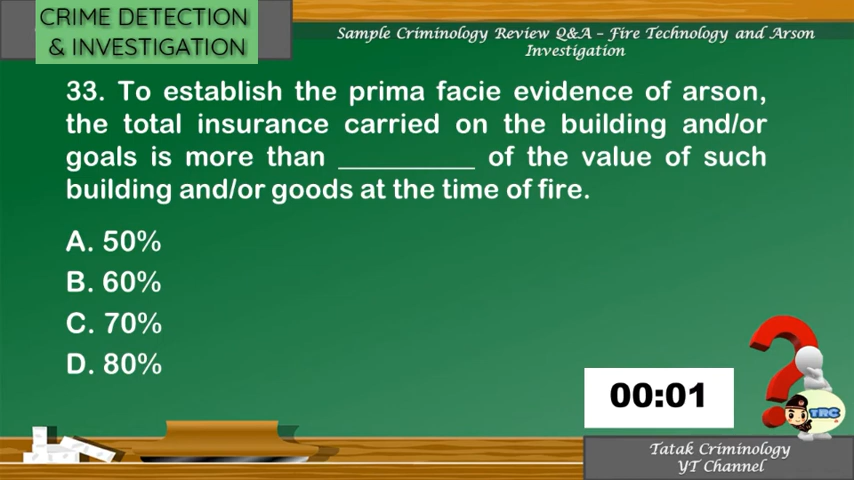 CRIME DETECTION
& INVESTIGATION
Sample Criminology Review Q&A – Fire Technology and Arson
Investigation
33. To establish the prima facie evidence of arson,
the total insurance carried on the building and/or
goals is more than __________ of the value of such
building and/or goods at the time of fire.
A. 50%
B. 60%
C. 70%
D. 80%
00:01
TRC
Tatak Criminology
YT Channel